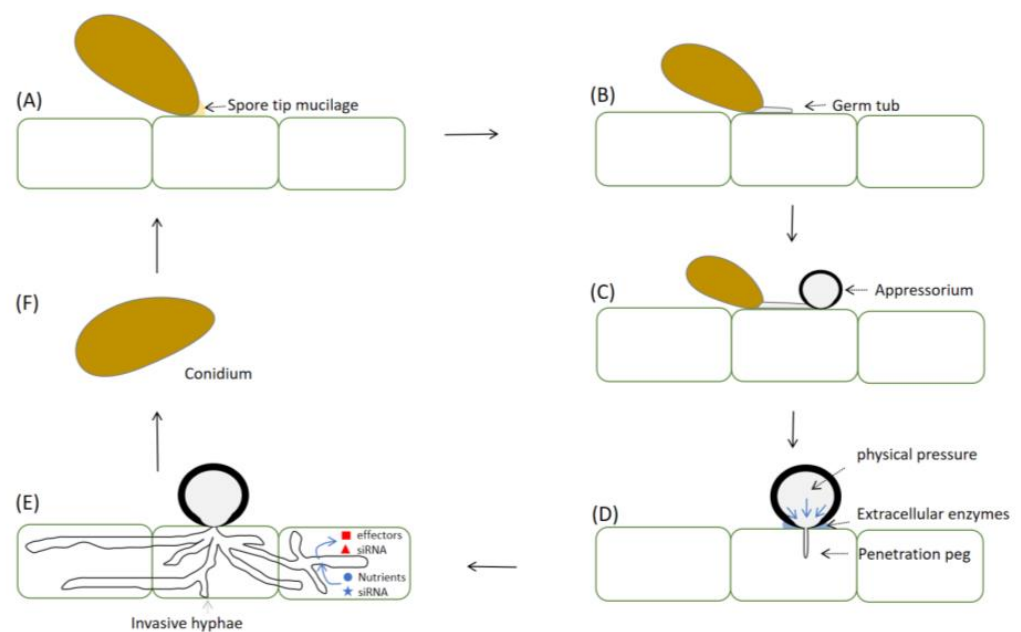 (A)
Spore tip mucilage
(B)
Germ tub
(C)
Appressorium
(D)
physical pressure
Extracellular enzymes
Penetration peg
(E)
effectors
siRNA
Nutrients
siRNA
Invasive hyphae
(F)
Conidium